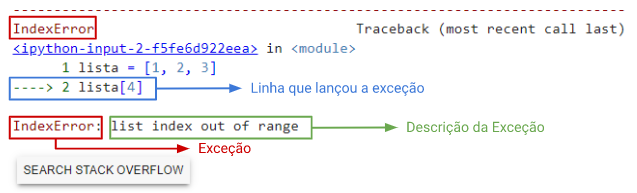 ---------------------------------------------------------------------------
IndexError                                Traceback (most recent call last)
<ipython-input-2-f5fe6d922eea> in <module>
      1 lista = [1, 2, 3]
----> 2 lista[4]
Linha que lançou a exceção
IndexError: list index out of range
Descrição da Exceção
Exceção
SEARCH STACK OVERFLOW